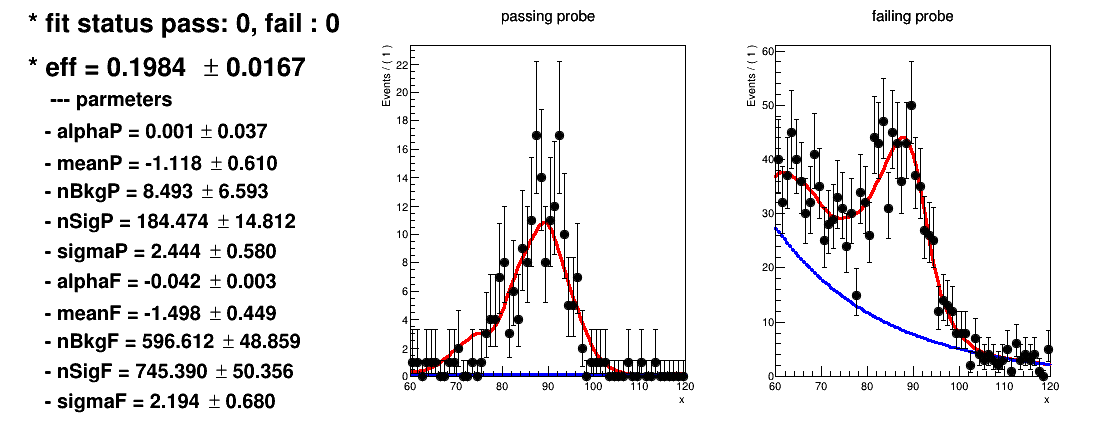 * fit status pass: 0, fail : 0
* eff = 0.1984 ± 0.0167
--- parmeters
- alphaP = 0.001 ± 0.037
- meanP = -1.118 ± 0.610
- nBkgP = 8.493 ± 6.593
- nSigP = 184.474 ± 14.812
- sigmaP = 2.444 ± 0.580
- alphaF = -0.042 ± 0.003
- meanF = -1.498 ± 0.449
- nBkgF = 596.612 ± 48.859
- nSigF = 745.390 ± 50.356
- sigmaF = 2.194 ± 0.680
passing probe
Events / ( 1 )
22
20
18
16
14
12
10
8
6
4
2
0
60 70 80 90 100 110 120
x
failing probe
Events / ( 1 )
60
50
40
30
20
10
0
60 70 80 90 100 110 120
x